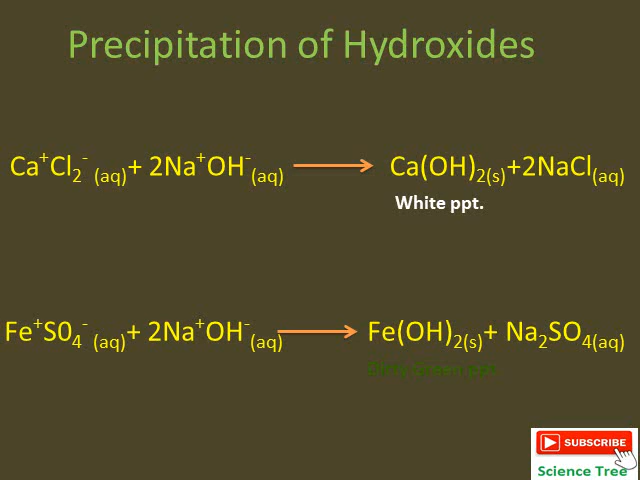 Precipitation of Hydroxides
Ca⁺Cl₂⁻ (aq)+ 2Na⁺OH⁻(aq) → Ca(OH)₂(s)+2NaCl(aq)
White ppt.
Fe⁺S0₄⁻ (aq)+ 2Na⁺OH⁻(aq) → Fe(OH)₂(s)+ Na₂SO₄(aq)
Dirty Green ppt.
SUBSCRIBE
Science Tree